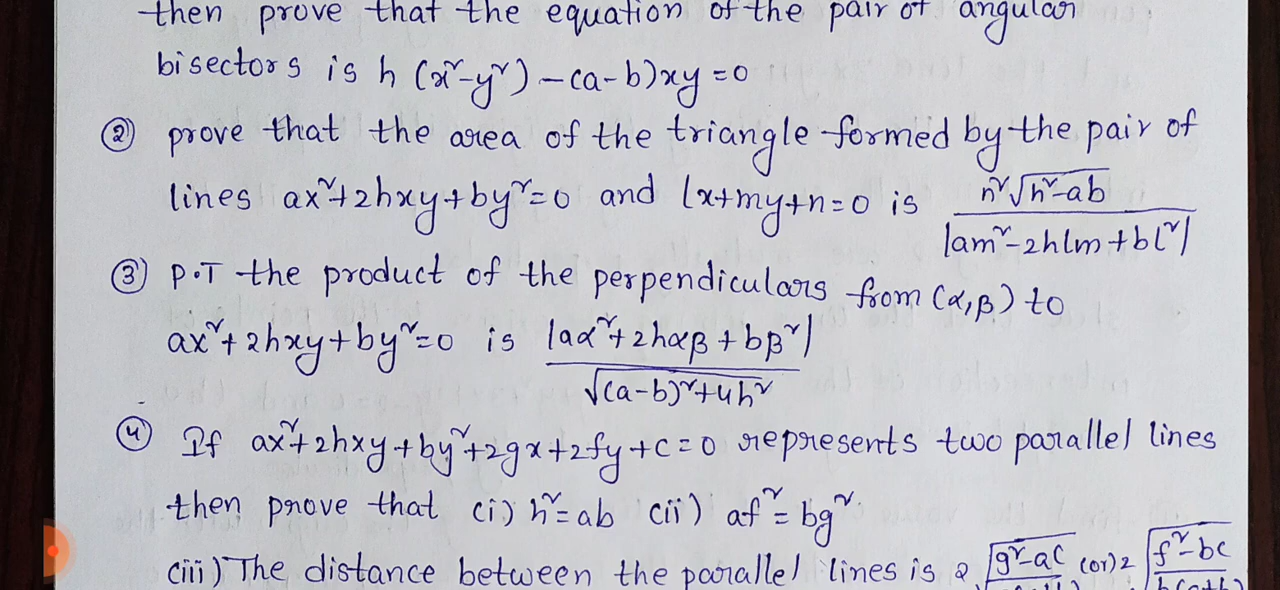 then prove that the equation of the pair of angular
bisectors is h (x²-y²) - (a-b)xy = 0
② prove that the area of the triangle formed by the pair of
lines ax²+2hxy+by²=0 and lx+my+n=0 is n²√(h²-ab) / |am²-2hlm+bl²|
③ P.T the product of the perpendiculars from (α,β) to
ax²+2hxy+by²=0 is |aα²+2hαβ+bβ²| / √((a-b)²+4h²)
④ If ax²+2hxy+by²+2gx+2fy+c=0 represents two parallel lines
then prove that (i) h²=ab (ii) af²=bg²
(iii) The distance between the parallel lines is 2 √(g²-ac (or) 2 √(f²-bc